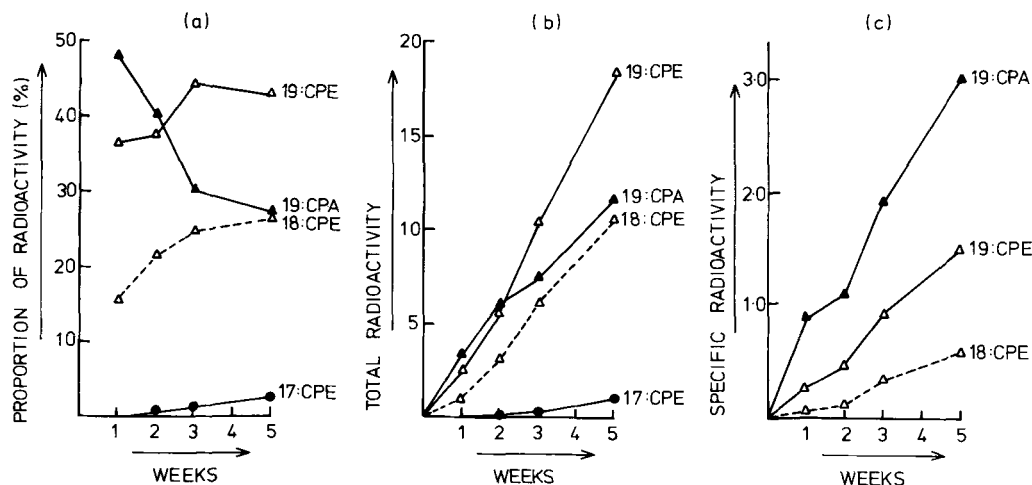 (a)
PROPORTION OF RADIOACTIVITY (%)
50
40
30
20
10
19:CPE
19:CPA
18:CPE
17:CPE
1 2 3 4 5
WEEKS
(b)
TOTAL RADIOACTIVITY
20
15
10
5
19:CPE
19:CPA
18:CPE
17:CPE
1 2 3 4 5
WEEKS
(c)
SPECIFIC RADIOACTIVITY
3·0
2·0
1·0
19:CPA
19:CPE
18:CPE
1 2 3 4 5
WEEKS